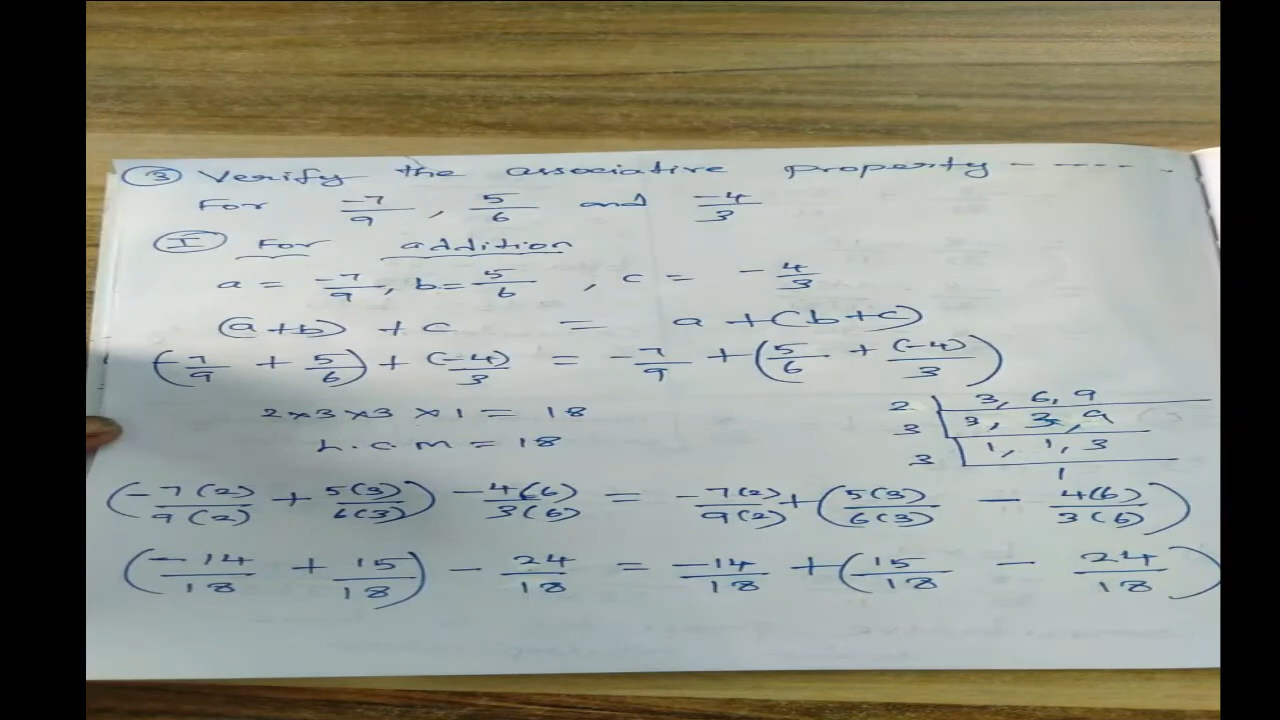 ③ Verify the associative property - ----.
For -7/9, 5/6 and -4/3
Ⓘ For addition
a = -7/9, b = 5/6, c = -4/3
(a+b) + c = a + (b+c)
(-7/9 + 5/6) + (-4)/3 = -7/9 + (5/6 + (-4)/3)
2×3×3×1 = 18
L.C.M = 18
2 | 3, 6, 9
3 | 3, 3, 9
3 | 1, 1, 3
1
(-7(2)/9(2) + 5(3)/6(3)) - 4(6)/3(6) = -7(2)/9(2) + (5(3)/6(3) - 4(6)/3(6))
(-14/18 + 15/18) - 24/18 = -14/18 + (15/18 - 24/18)